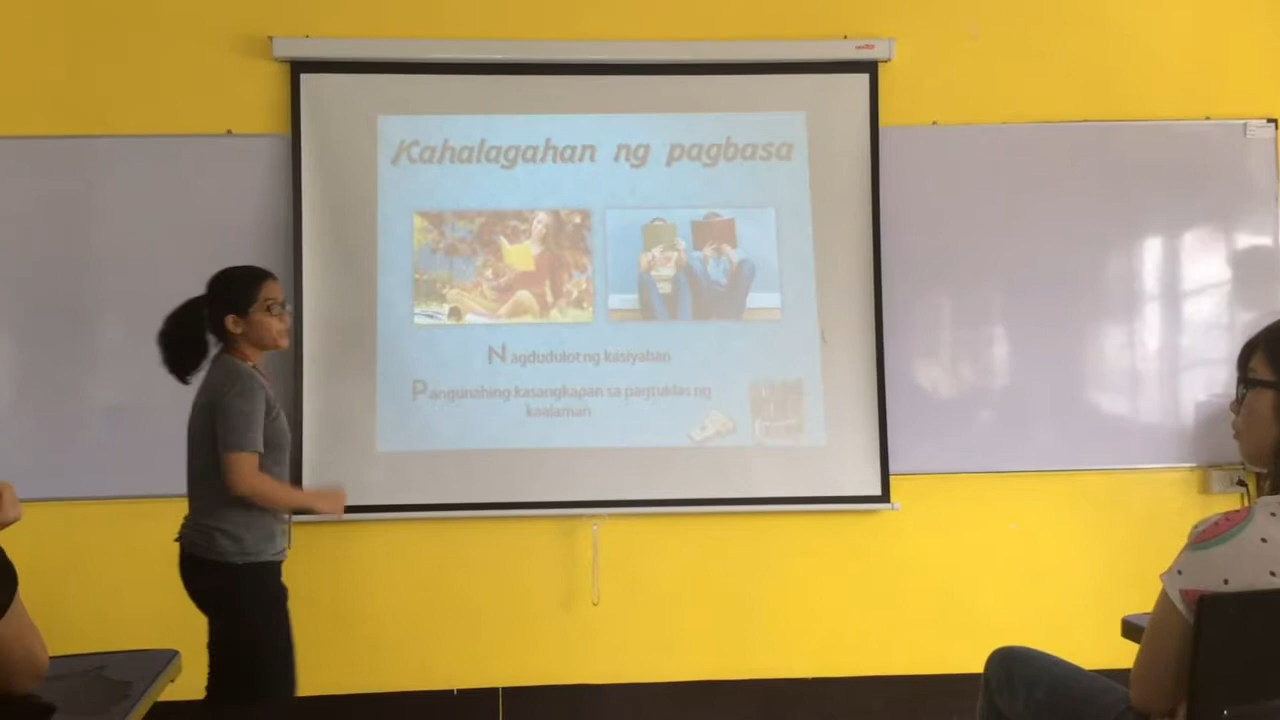 Kahalagahan ng pagbasa
Nagdudulot ng kasiyahan
Pangunahing kasangkapan sa pagtuklas ng
kaalaman